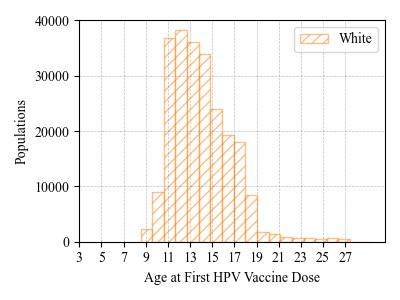 White
40000
30000
20000
10000
0
Populations
3 5 7 9 11 13 15 17 19 21 23 25 27
Age at First HPV Vaccine Dose